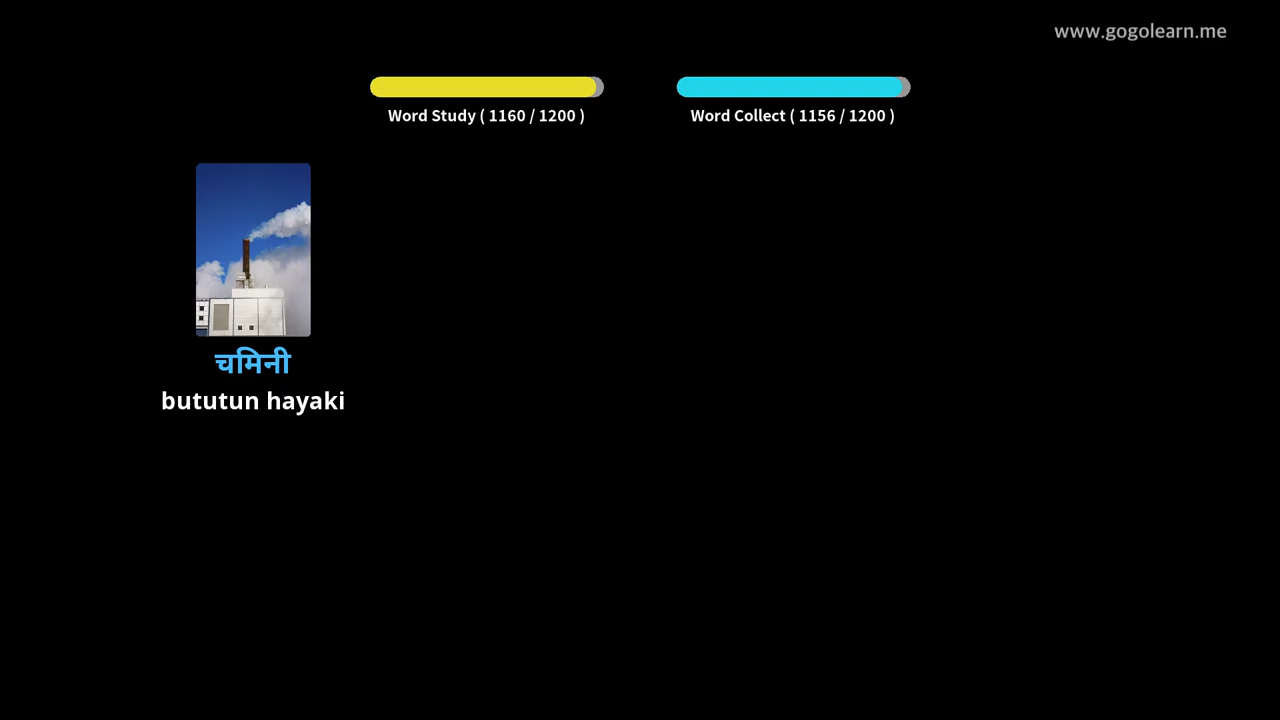 www.gogolearn.me
Word Study ( 1160 / 1200 )
Word Collect ( 1156 / 1200 )
चमिनी
bututun hayaki